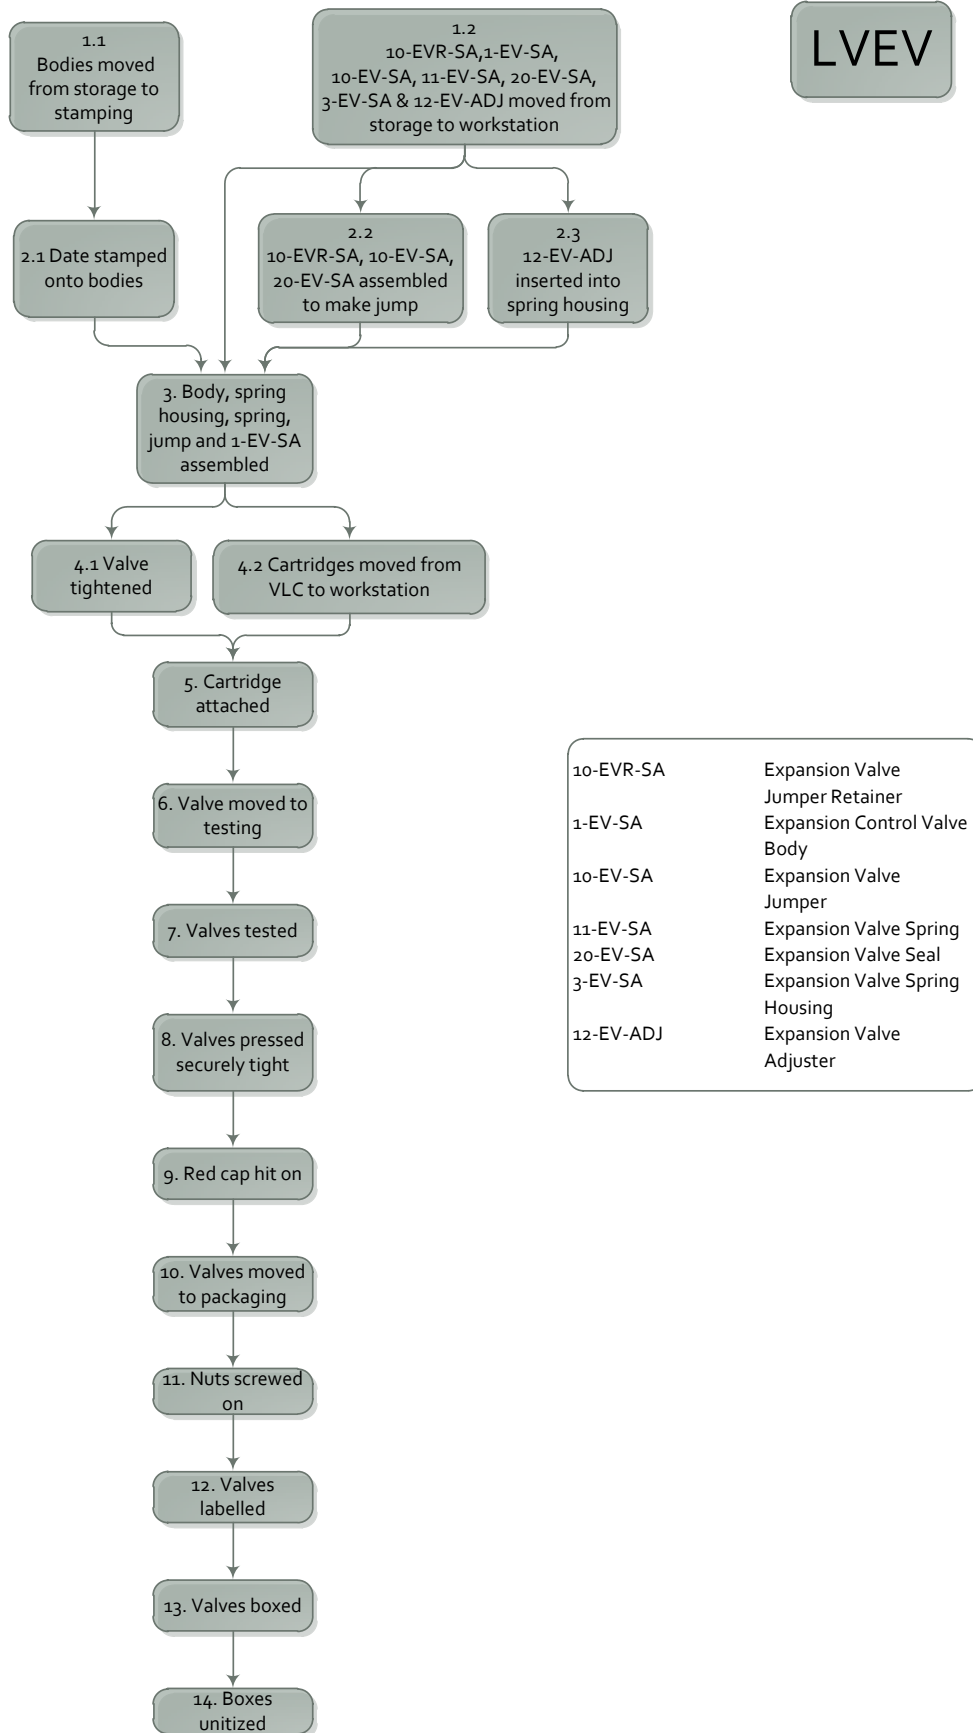 LVEV
1.1
Bodies moved
from storage to
stamping
1.2
10-EVR-SA,1-EV-SA,
10-EV-SA, 11-EV-SA, 20-EV-SA,
3-EV-SA & 12-EV-ADJ moved from
storage to workstation
2.1 Date stamped
onto bodies
2.2
10-EVR-SA, 10-EV-SA,
20-EV-SA assembled
to make jump
2.3
12-EV-ADJ
inserted into
spring housing
3. Body, spring
housing, spring,
jump and 1-EV-SA
assembled
4.1 Valve
tightened
4.2 Cartridges moved from
VLC to workstation
5. Cartridge
attached
6. Valve moved to
testing
7. Valves tested
8. Valves pressed
securely tight
9. Red cap hit on
10. Valves moved
to packaging
11. Nuts screwed
on
12. Valves
labelled
13. Valves boxed
14. Boxes
unitized
10-EVR-SA Expansion Valve
Jumper Retainer
1-EV-SA Expansion Control Valve
Body
10-EV-SA Expansion Valve
Jumper
11-EV-SA Expansion Valve Spring
20-EV-SA Expansion Valve Seal
3-EV-SA Expansion Valve Spring
Housing
12-EV-ADJ Expansion Valve
Adjuster